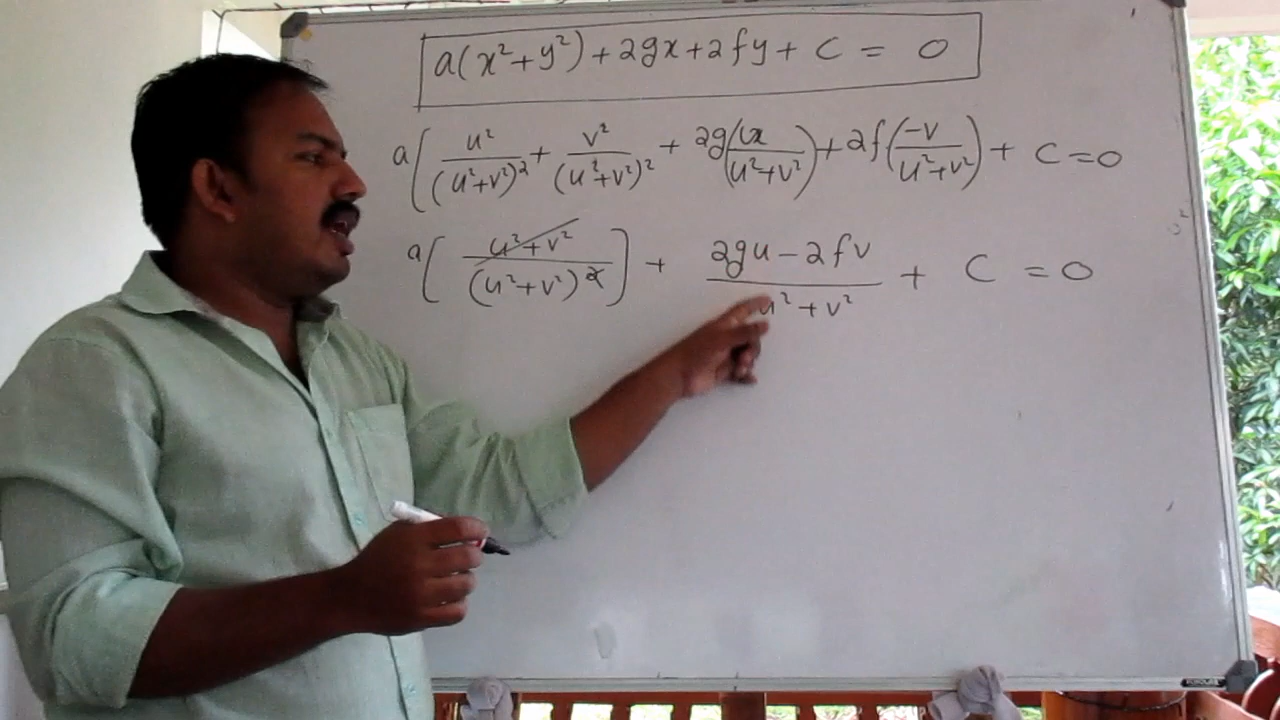 a(x²+y²)+2gx+2fy+C = 0
a(u²/(u²+v²)² + v²/(u²+v²)² + 2g(u/(u²+v²)) + 2f(-v/(u²+v²)) + C = 0
a[(u²+v²)/(u²+v²)²] + (2gu-2fv)/(u²+v²) + C = 0